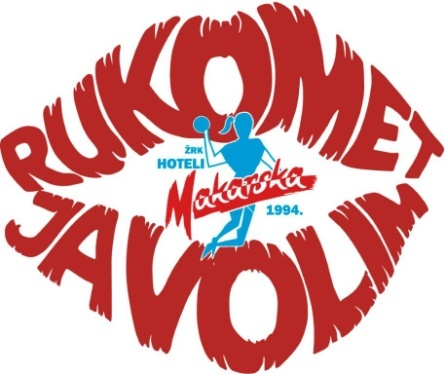 RUKOMET
ŽRK
HOTELI
Makarska
1994.
JA VOLIM